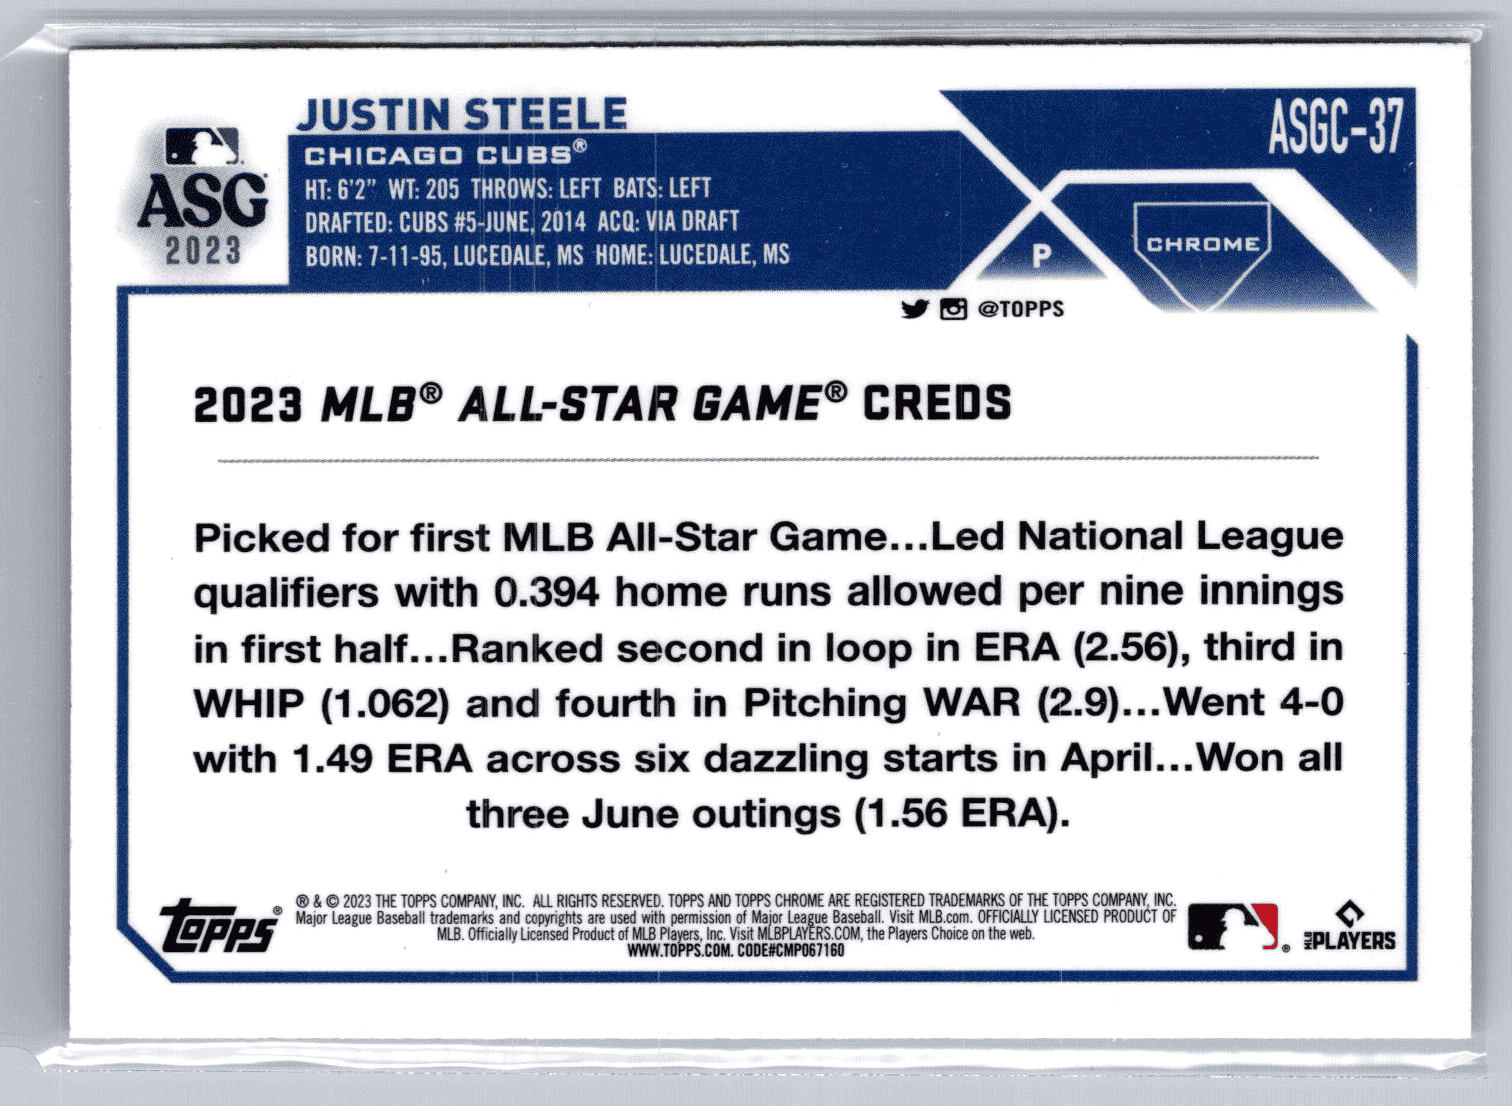 JUSTIN STEELE
ASGC-37
CHICAGO CUBS®
ASG
2023
HT: 6'2" WT: 205 THROWS: LEFT BATS: LEFT
DRAFTED: CUBS #5-JUNE, 2014 ACQ: VIA DRAFT
BORN: 7-11-95, LUCEDALE, MS HOME: LUCEDALE, MS
P
CHROME
@TOPPS
2023 MLB® ALL-STAR GAME® CREDS
Picked for first MLB All-Star Game...Led National League
qualifiers with 0.394 home runs allowed per nine innings
in first half...Ranked second in loop in ERA (2.56), third in
WHIP (1.062) and fourth in Pitching WAR (2.9)...Went 4-0
with 1.49 ERA across six dazzling starts in April...Won all
three June outings (1.56 ERA).
TOPPS®
® & © 2023 THE TOPPS COMPANY, INC. ALL RIGHTS RESERVED. TOPPS AND TOPPS CHROME ARE REGISTERED TRADEMARKS OF THE TOPPS COMPANY, INC.
Major League Baseball trademarks and copyrights are used with permission of Major League Baseball. Visit MLB.com. OFFICIALLY LICENSED PRODUCT OF
MLB. Officially Licensed Product of MLB Players, Inc. Visit MLBPLAYERS.COM, the Players Choice on the web.
WWW.TOPPS.COM. CODE#CMP067160
MLB PLAYERS